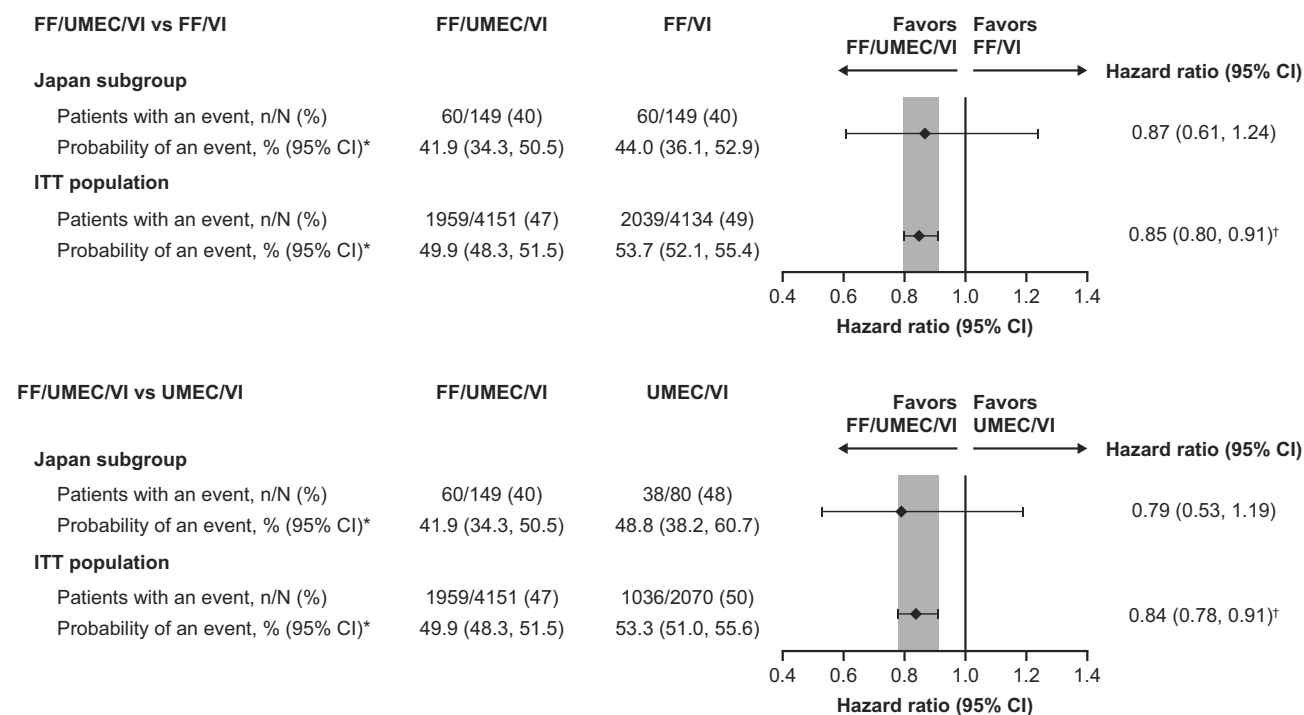 FF/UMEC/VI vs FF/VI FF/UMEC/VI FF/VI Favors FF/UMEC/VI Favors FF/VI
Hazard ratio (95% CI)
Japan subgroup
Patients with an event, n/N (%) 60/149 (40) 60/149 (40)
Probability of an event, % (95% CI)* 41.9 (34.3, 50.5) 44.0 (36.1, 52.9) 0.87 (0.61, 1.24)
ITT population
Patients with an event, n/N (%) 1959/4151 (47) 2039/4134 (49)
Probability of an event, % (95% CI)* 49.9 (48.3, 51.5) 53.7 (52.1, 55.4) 0.85 (0.80, 0.91)†
0.4 0.6 0.8 1.0 1.2 1.4
Hazard ratio (95% CI)
FF/UMEC/VI vs UMEC/VI FF/UMEC/VI UMEC/VI Favors FF/UMEC/VI Favors UMEC/VI
Hazard ratio (95% CI)
Japan subgroup
Patients with an event, n/N (%) 60/149 (40) 38/80 (48)
Probability of an event, % (95% CI)* 41.9 (34.3, 50.5) 48.8 (38.2, 60.7) 0.79 (0.53, 1.19)
ITT population
Patients with an event, n/N (%) 1959/4151 (47) 1036/2070 (50)
Probability of an event, % (95% CI)* 49.9 (48.3, 51.5) 53.3 (51.0, 55.6) 0.84 (0.78, 0.91)†
0.4 0.6 0.8 1.0 1.2 1.4
Hazard ratio (95% CI)